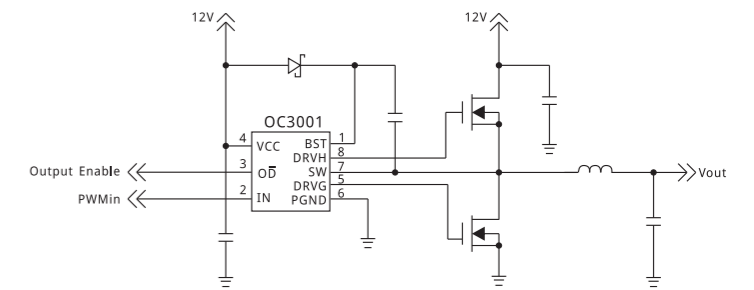 12V
12V
OC3001
4 VCC BST 1
DRVH 8
Output Enable 3 OD SW 7
DRVG 5
PWMin 2 IN PGND 6
Vout